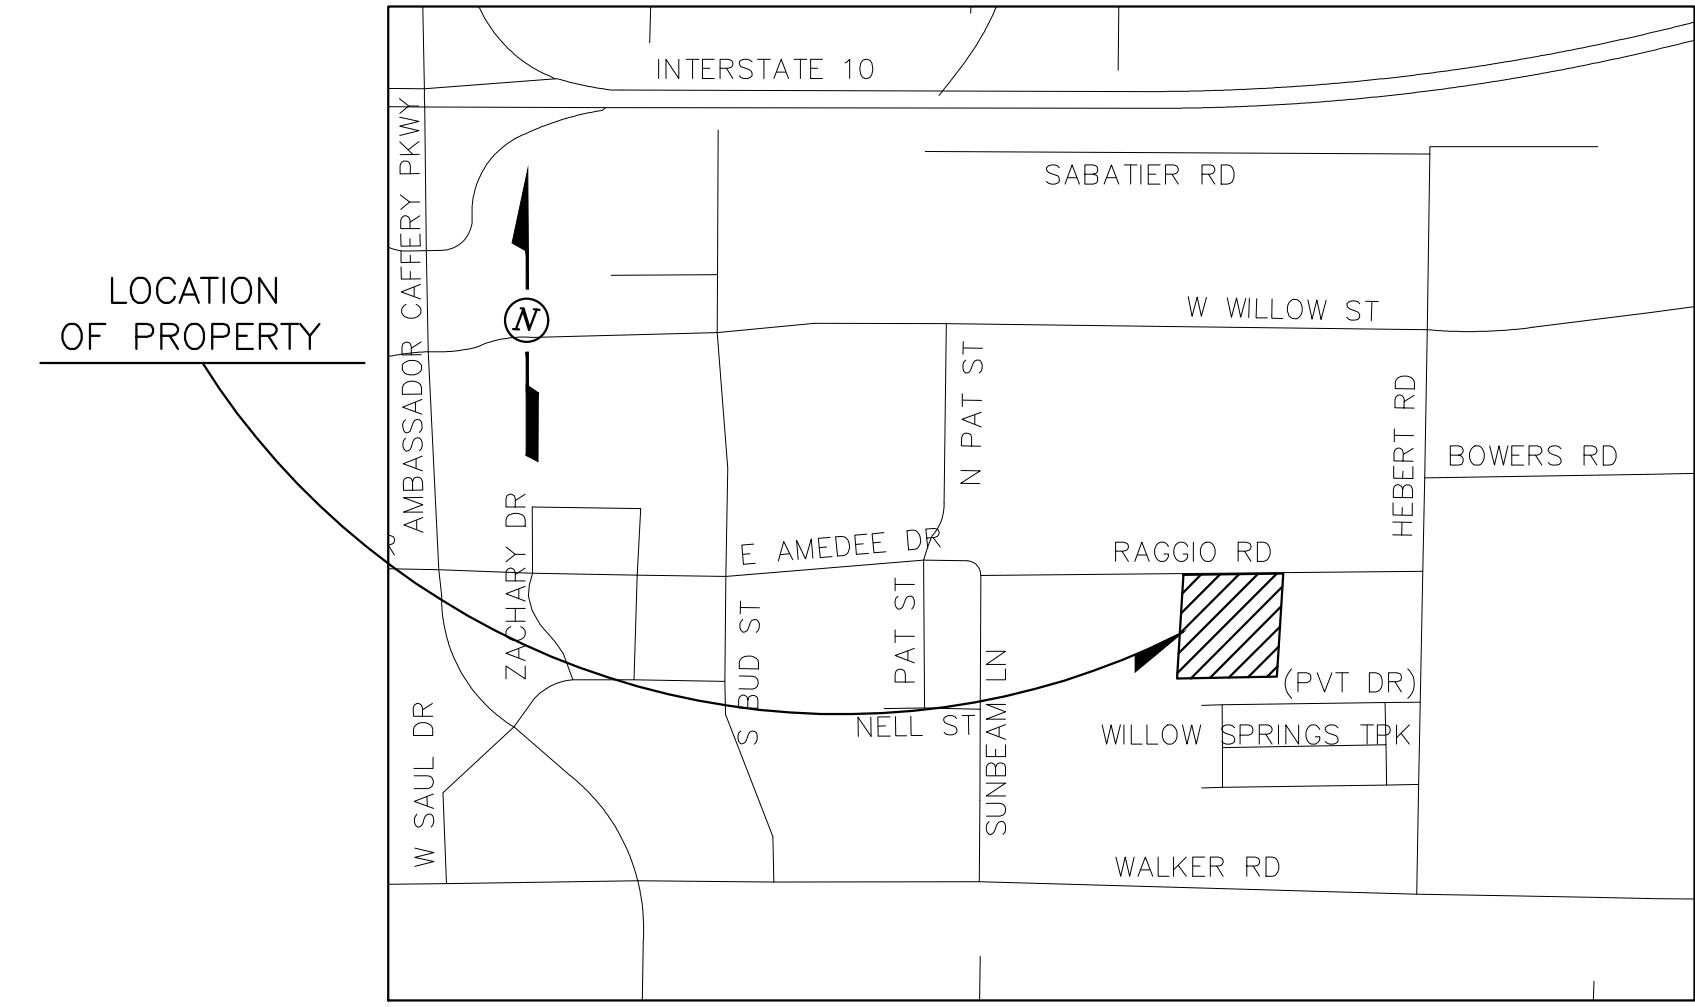 INTERSTATE 10
SABATIER RD
AMBASSADOR CAFFERY PKWY
LOCATION
OF PROPERTY
N
W WILLOW ST
N PAT ST
HEBERT RD
BOWERS RD
ZACHARY DR
E AMEDEE DR
RAGGIO RD
R
S BUD ST
PAT ST
SUNBEAM LN
(PVT DR)
W SAUL DR
NELL ST
WILLOW SPRINGS TPK
WALKER RD